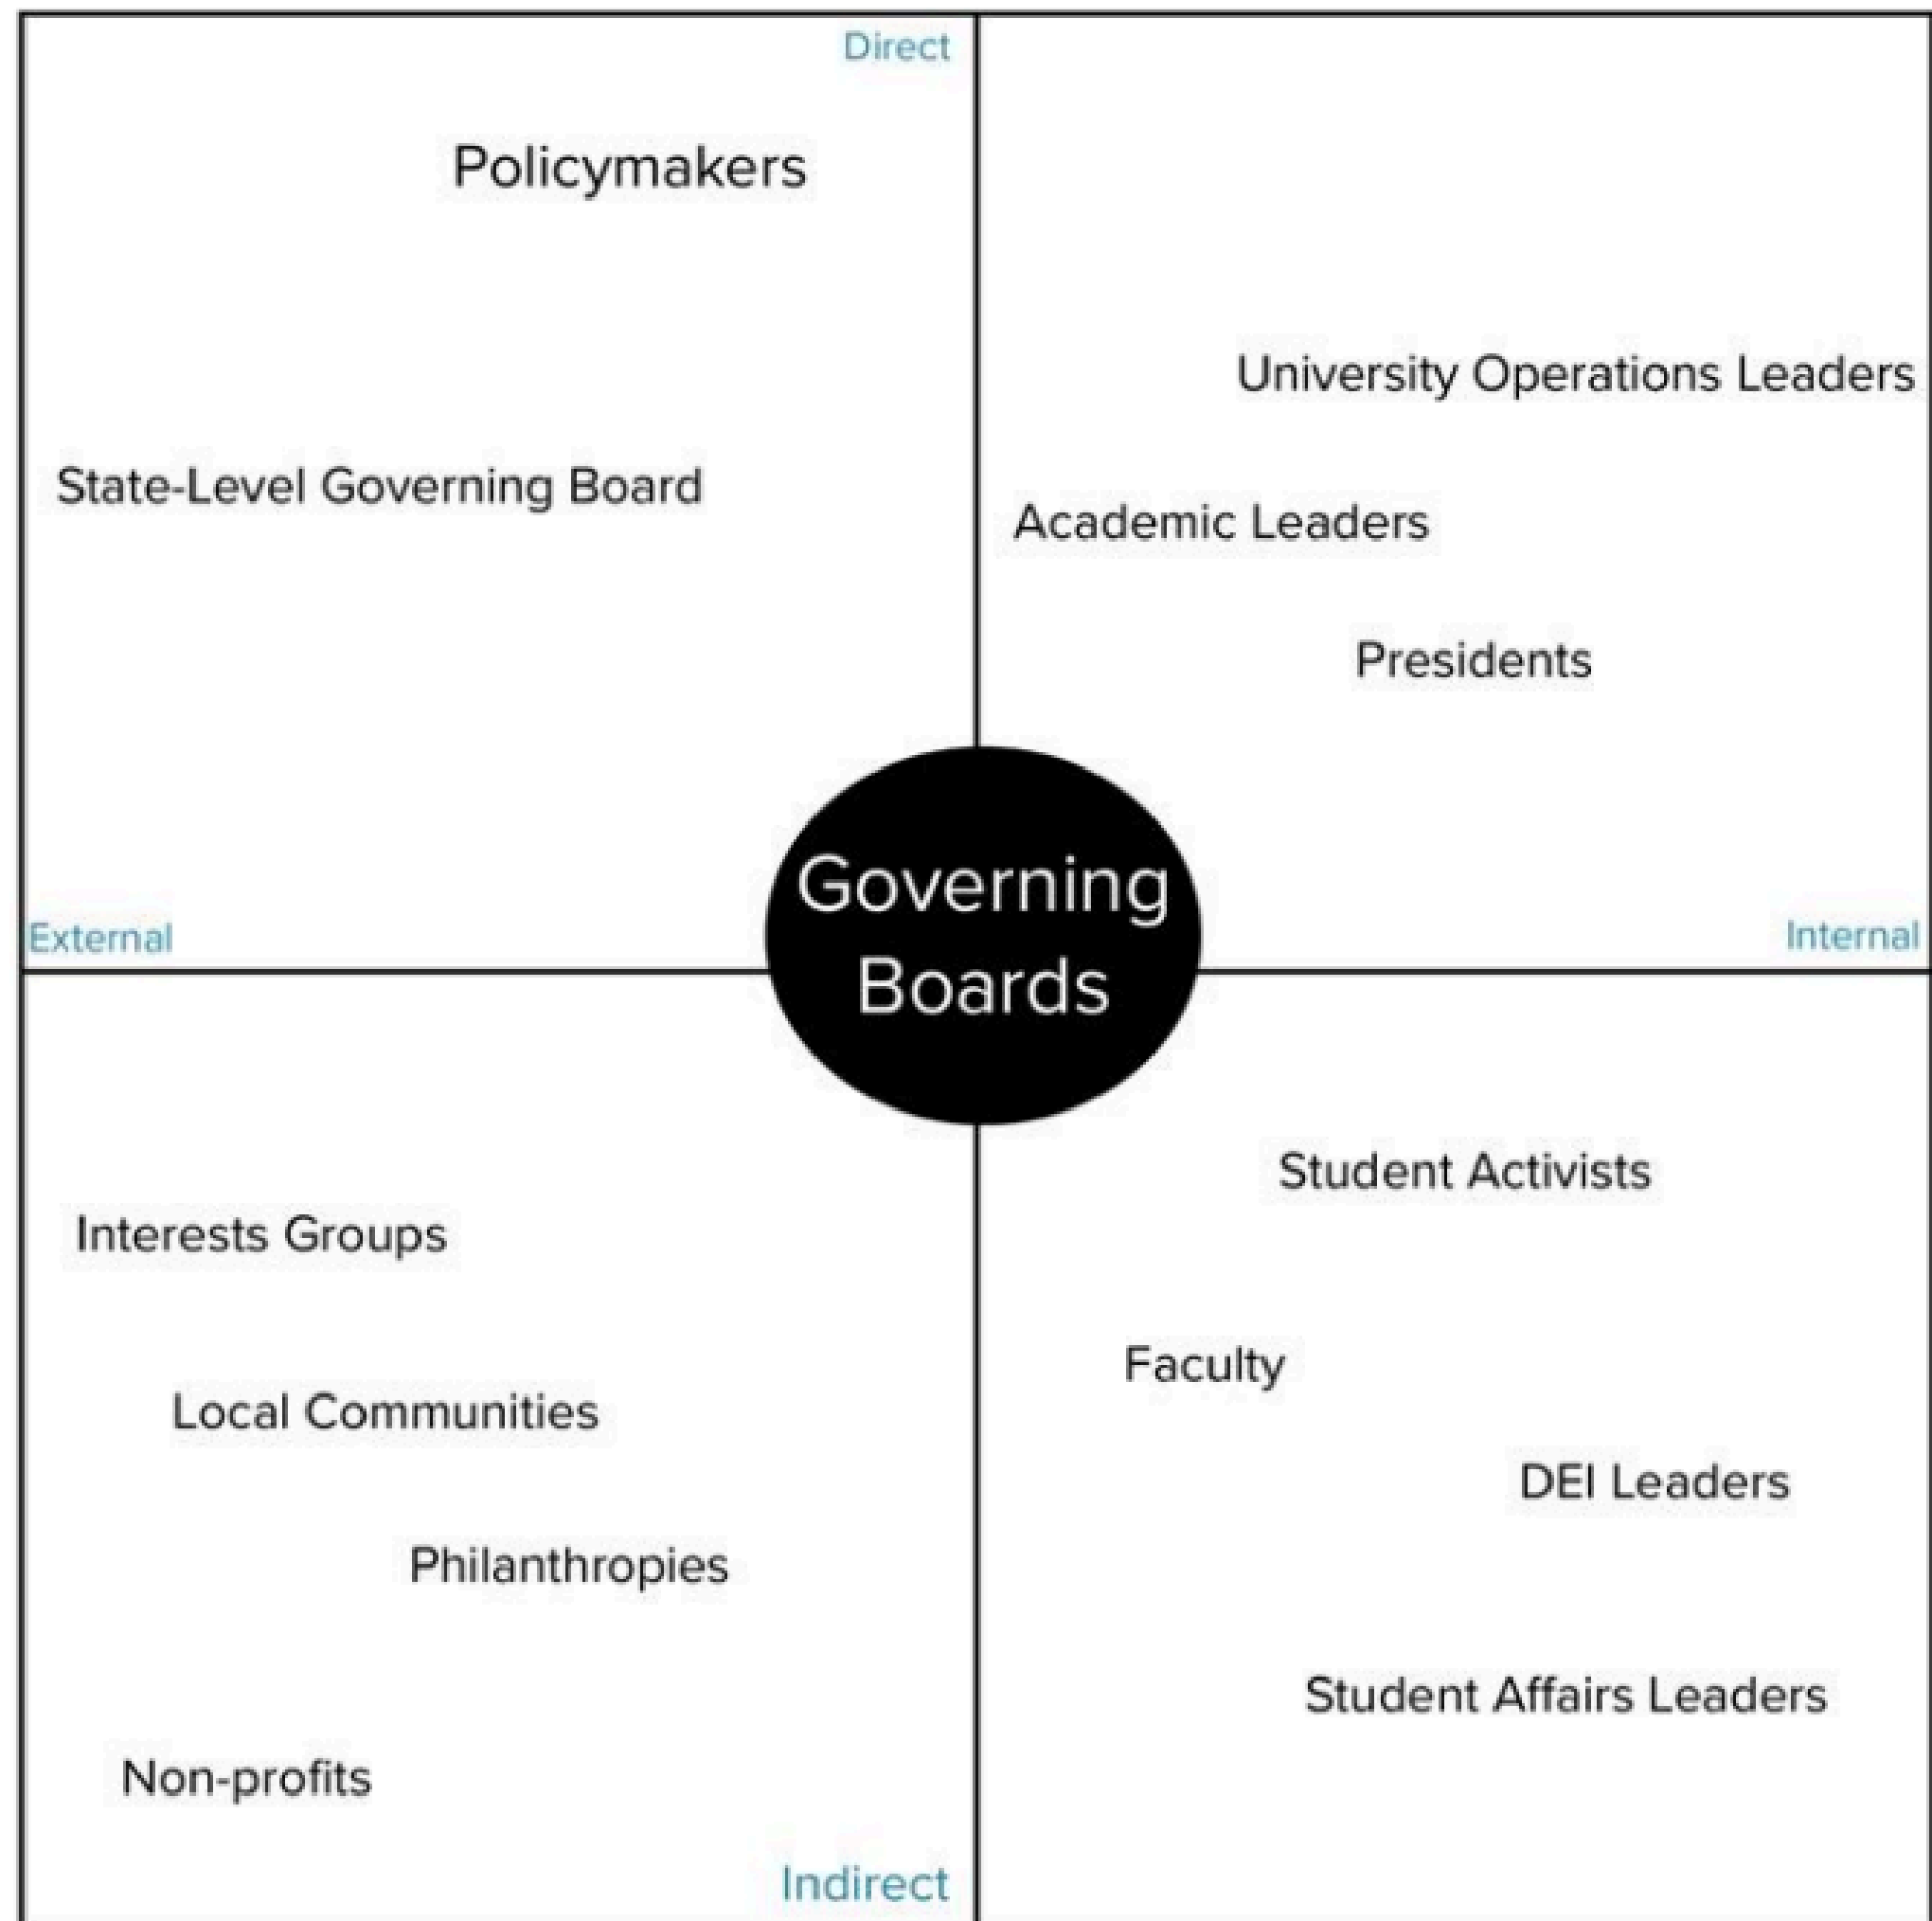 Direct
Policymakers
University Operations Leaders
State-Level Governing Board
Academic Leaders
Presidents
Governing
Boards
External
Internal
Student Activists
Interests Groups
Faculty
Local Communities
DEI Leaders
Philanthropies
Student Affairs Leaders
Non-profits
Indirect